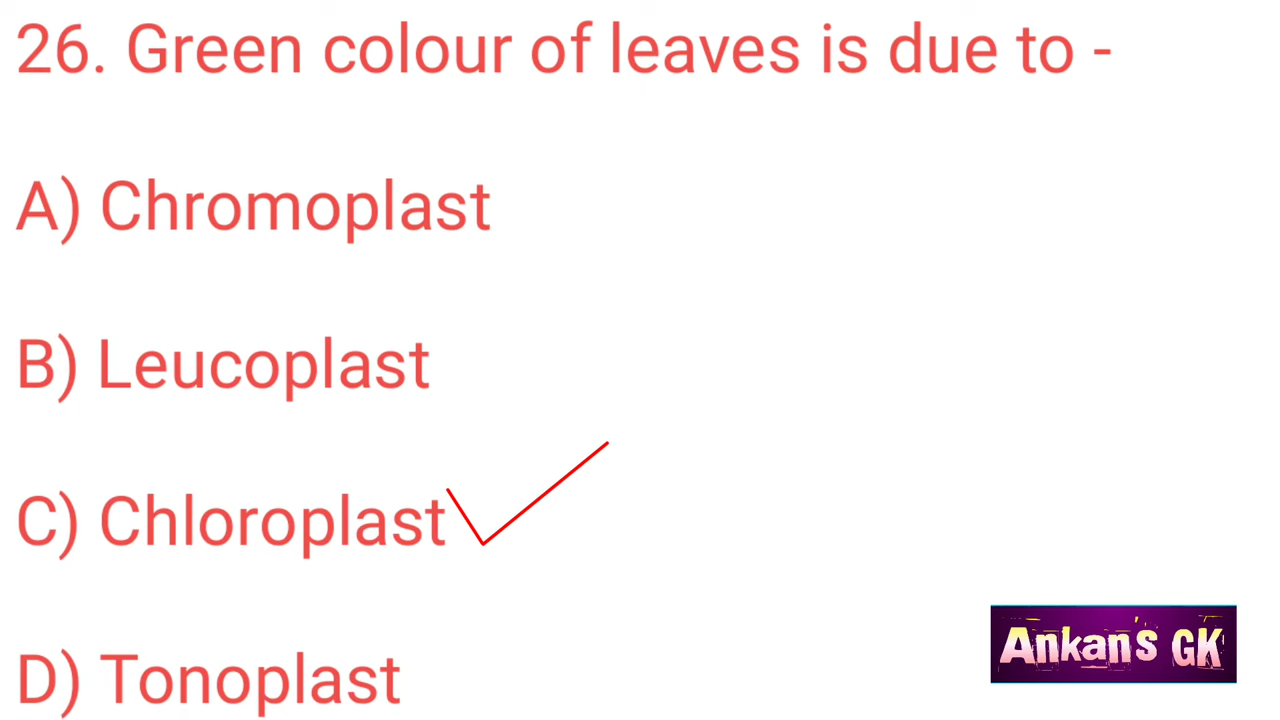 26. Green colour of leaves is due to -
A) Chromoplast
B) Leucoplast
C) Chloroplast
D) Tonoplast
Ankan's GK